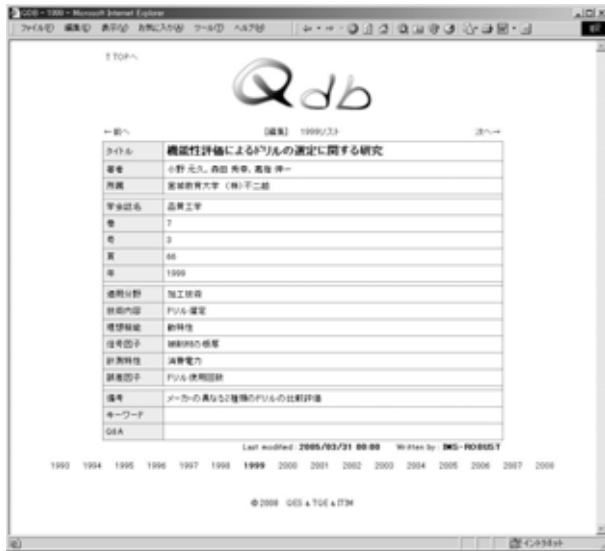 QDB - 1999 - Microsoft Internet Explorer
ファイル(F) 編集(E) 表示(V) お気に入り(A) ツール(T) ヘルプ(H)
↑TOPへ
Qdb
←前へ [編集] 1999リスト 次へ→
タイトル 機能性評価によるドリルの選定に関する研究
著者 小野 元久, 森田 秀幸, 高指 伸一
所属 宮城教育大学 (株)不二越
学会誌名 品質工学
巻 7
号 3
頁 66
年 1999
適用分野 加工技術
技術内容 ドリル選定
理想機能 動特性
信号因子 被削材の板厚
計測特性 消費電力
誤差因子 ドリル使用回数
備考 メーカーの異なる2種類のドリルの比較評価
キーワード
Q&A
Last modified: 2005/03/31 00:00 Written by: IMS-ROBUST
1993 1994 1995 1996 1997 1998 1999 2000 2001 2002 2003 2004 2005 2006 2007 2008
© 2008 QES & TGE & ITIM
イントラネット